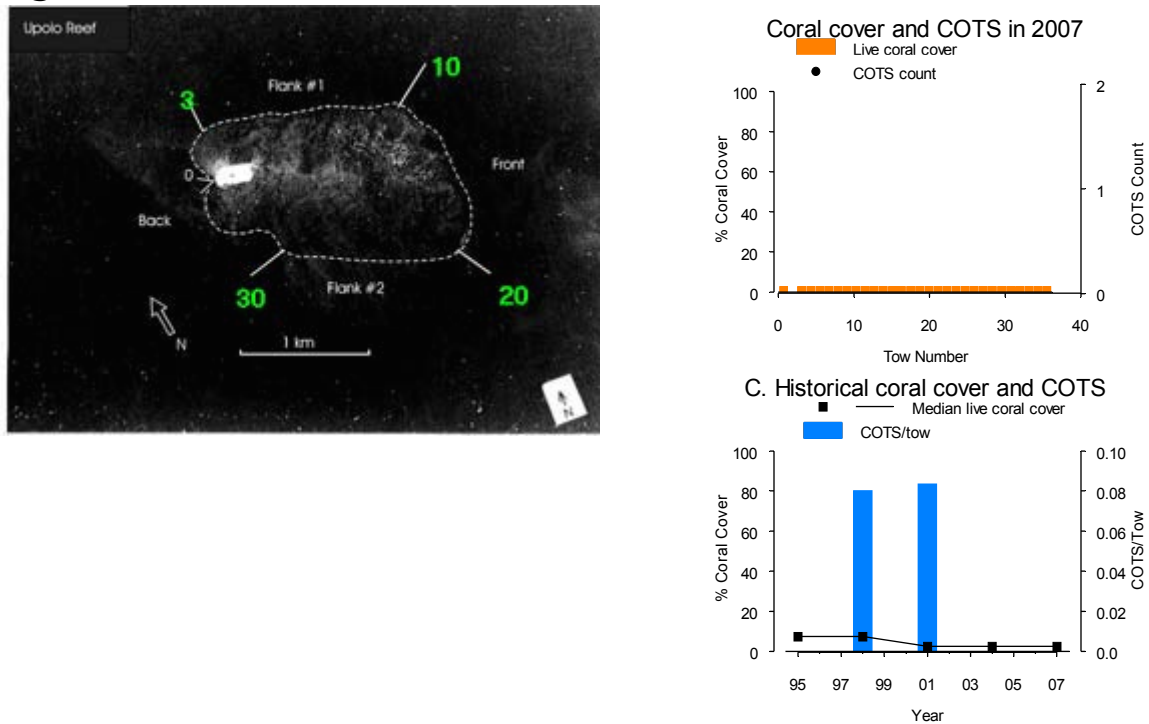 Upolo Reef
3
Flank #1
10
Front
0
Back
30
Flank #2
20
N
1 km
N
Coral cover and COTS in 2007
Live coral cover
COTS count
100
80
60
40
20
0
% Coral Cover
2
1
0
COTS Count
0 10 20 30 40
Tow Number
C. Historical coral cover and COTS
Median live coral cover
COTS/tow
100
80
60
40
20
0
% Coral Cover
0.10
0.08
0.06
0.04
0.02
0.0
COTS/Tow
95 97 99 01 03 05 07
Year